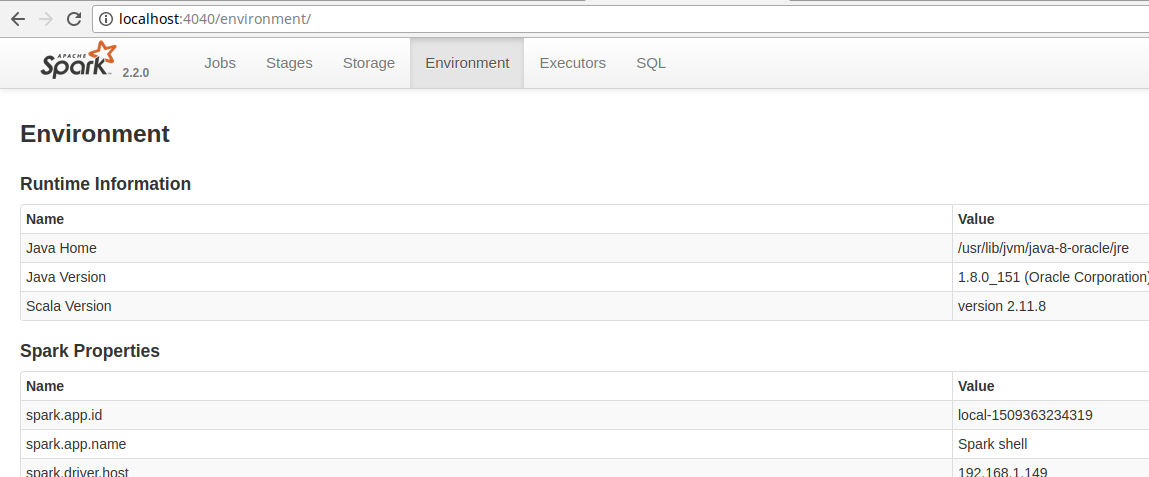 localhost:4040/environment/
APACHE
Spark 2.2.0 Jobs Stages Storage Environment Executors SQL
Environment
Runtime Information
Name Value
Java Home /usr/lib/jvm/java-8-oracle/jre
Java Version 1.8.0_151 (Oracle Corporation)
Scala Version version 2.11.8
Spark Properties
Name Value
spark.app.id local-1509363234319
spark.app.name Spark shell
spark.driver.host 192.168.1.149